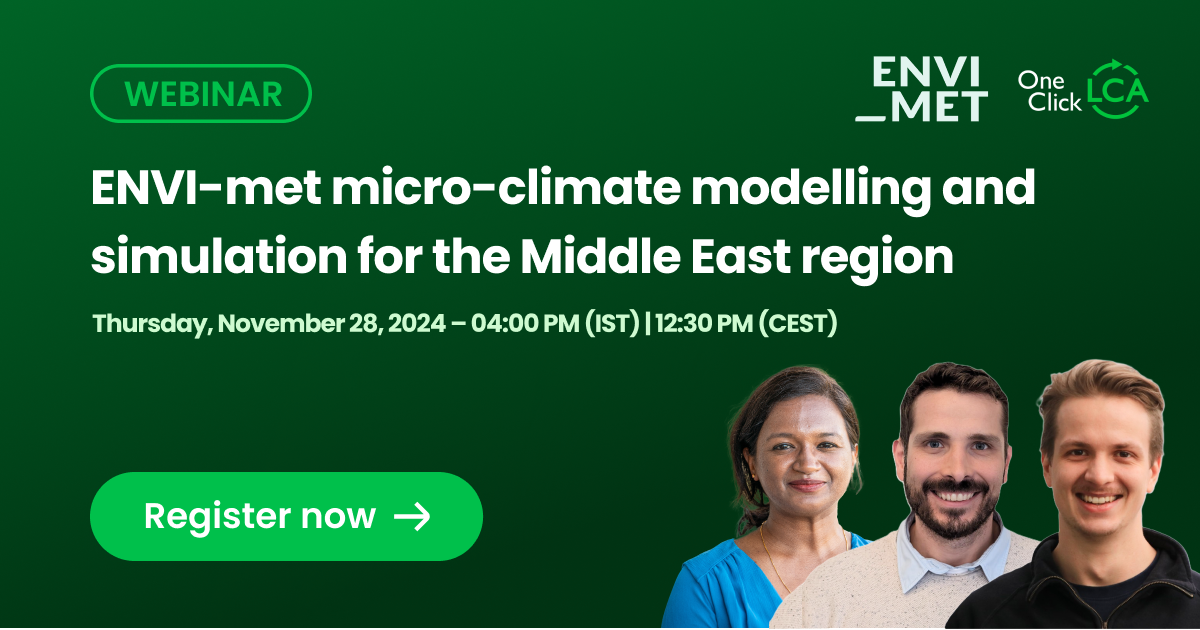 WEBINAR
ENVI
_MET
One
Click
LCA
ENVI-met micro-climate modelling and
simulation for the Middle East region
Thursday, November 28, 2024 – 04:00 PM (IST) | 12:30 PM (CEST)
Register now →